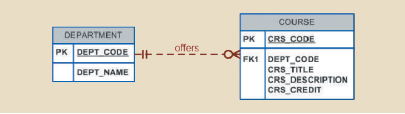 DEPARTMENT
PK DEPT_CODE
DEPT_NAME
offers
COURSE
PK CRS_CODE
FK1 DEPT_CODE
CRS_TITLE
CRS_DESCRIPTION
CRS_CREDIT